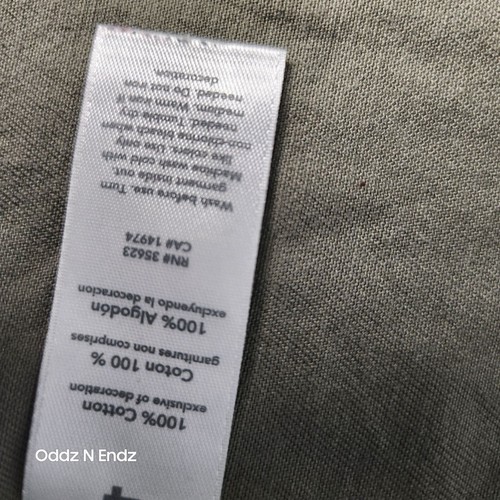 100% Cotton
exclusive of decoration
Coton 100 %
garnitures non comprises
100% Algodón
excluyendo la decoracion
RN# 35623
CA# 14974
Wash before use. Turn
garment inside out.
Machine wash cold with
like colors. Use only
non-chlorine bleach when
needed. Tumble dry
medium. Warm iron if
needed. Do not iron
decoration.
Oddz N Endz